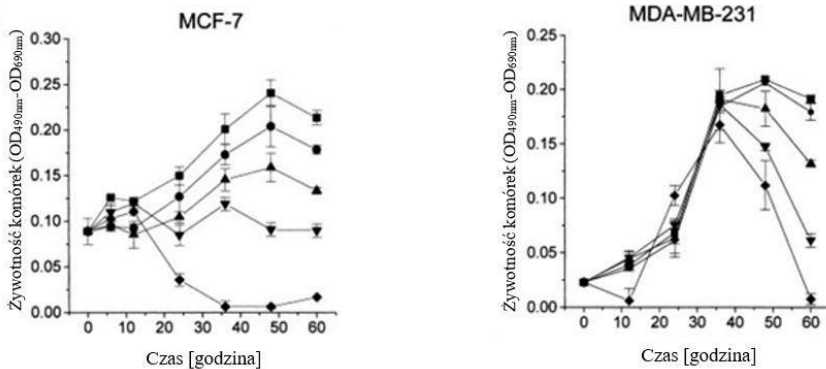 MCF-7
Żywotność komórek (OD490nm-OD690nm)
0.30
0.25
0.20
0.15
0.10
0.05
0.00
0 10 20 30 40 50 60
Czas [godzina]
MDA-MB-231
Żywotność komórek (OD490nm-OD690nm)
0.25
0.20
0.15
0.10
0.05
0.00
0 10 20 30 40 50 60
Czas [godzina]